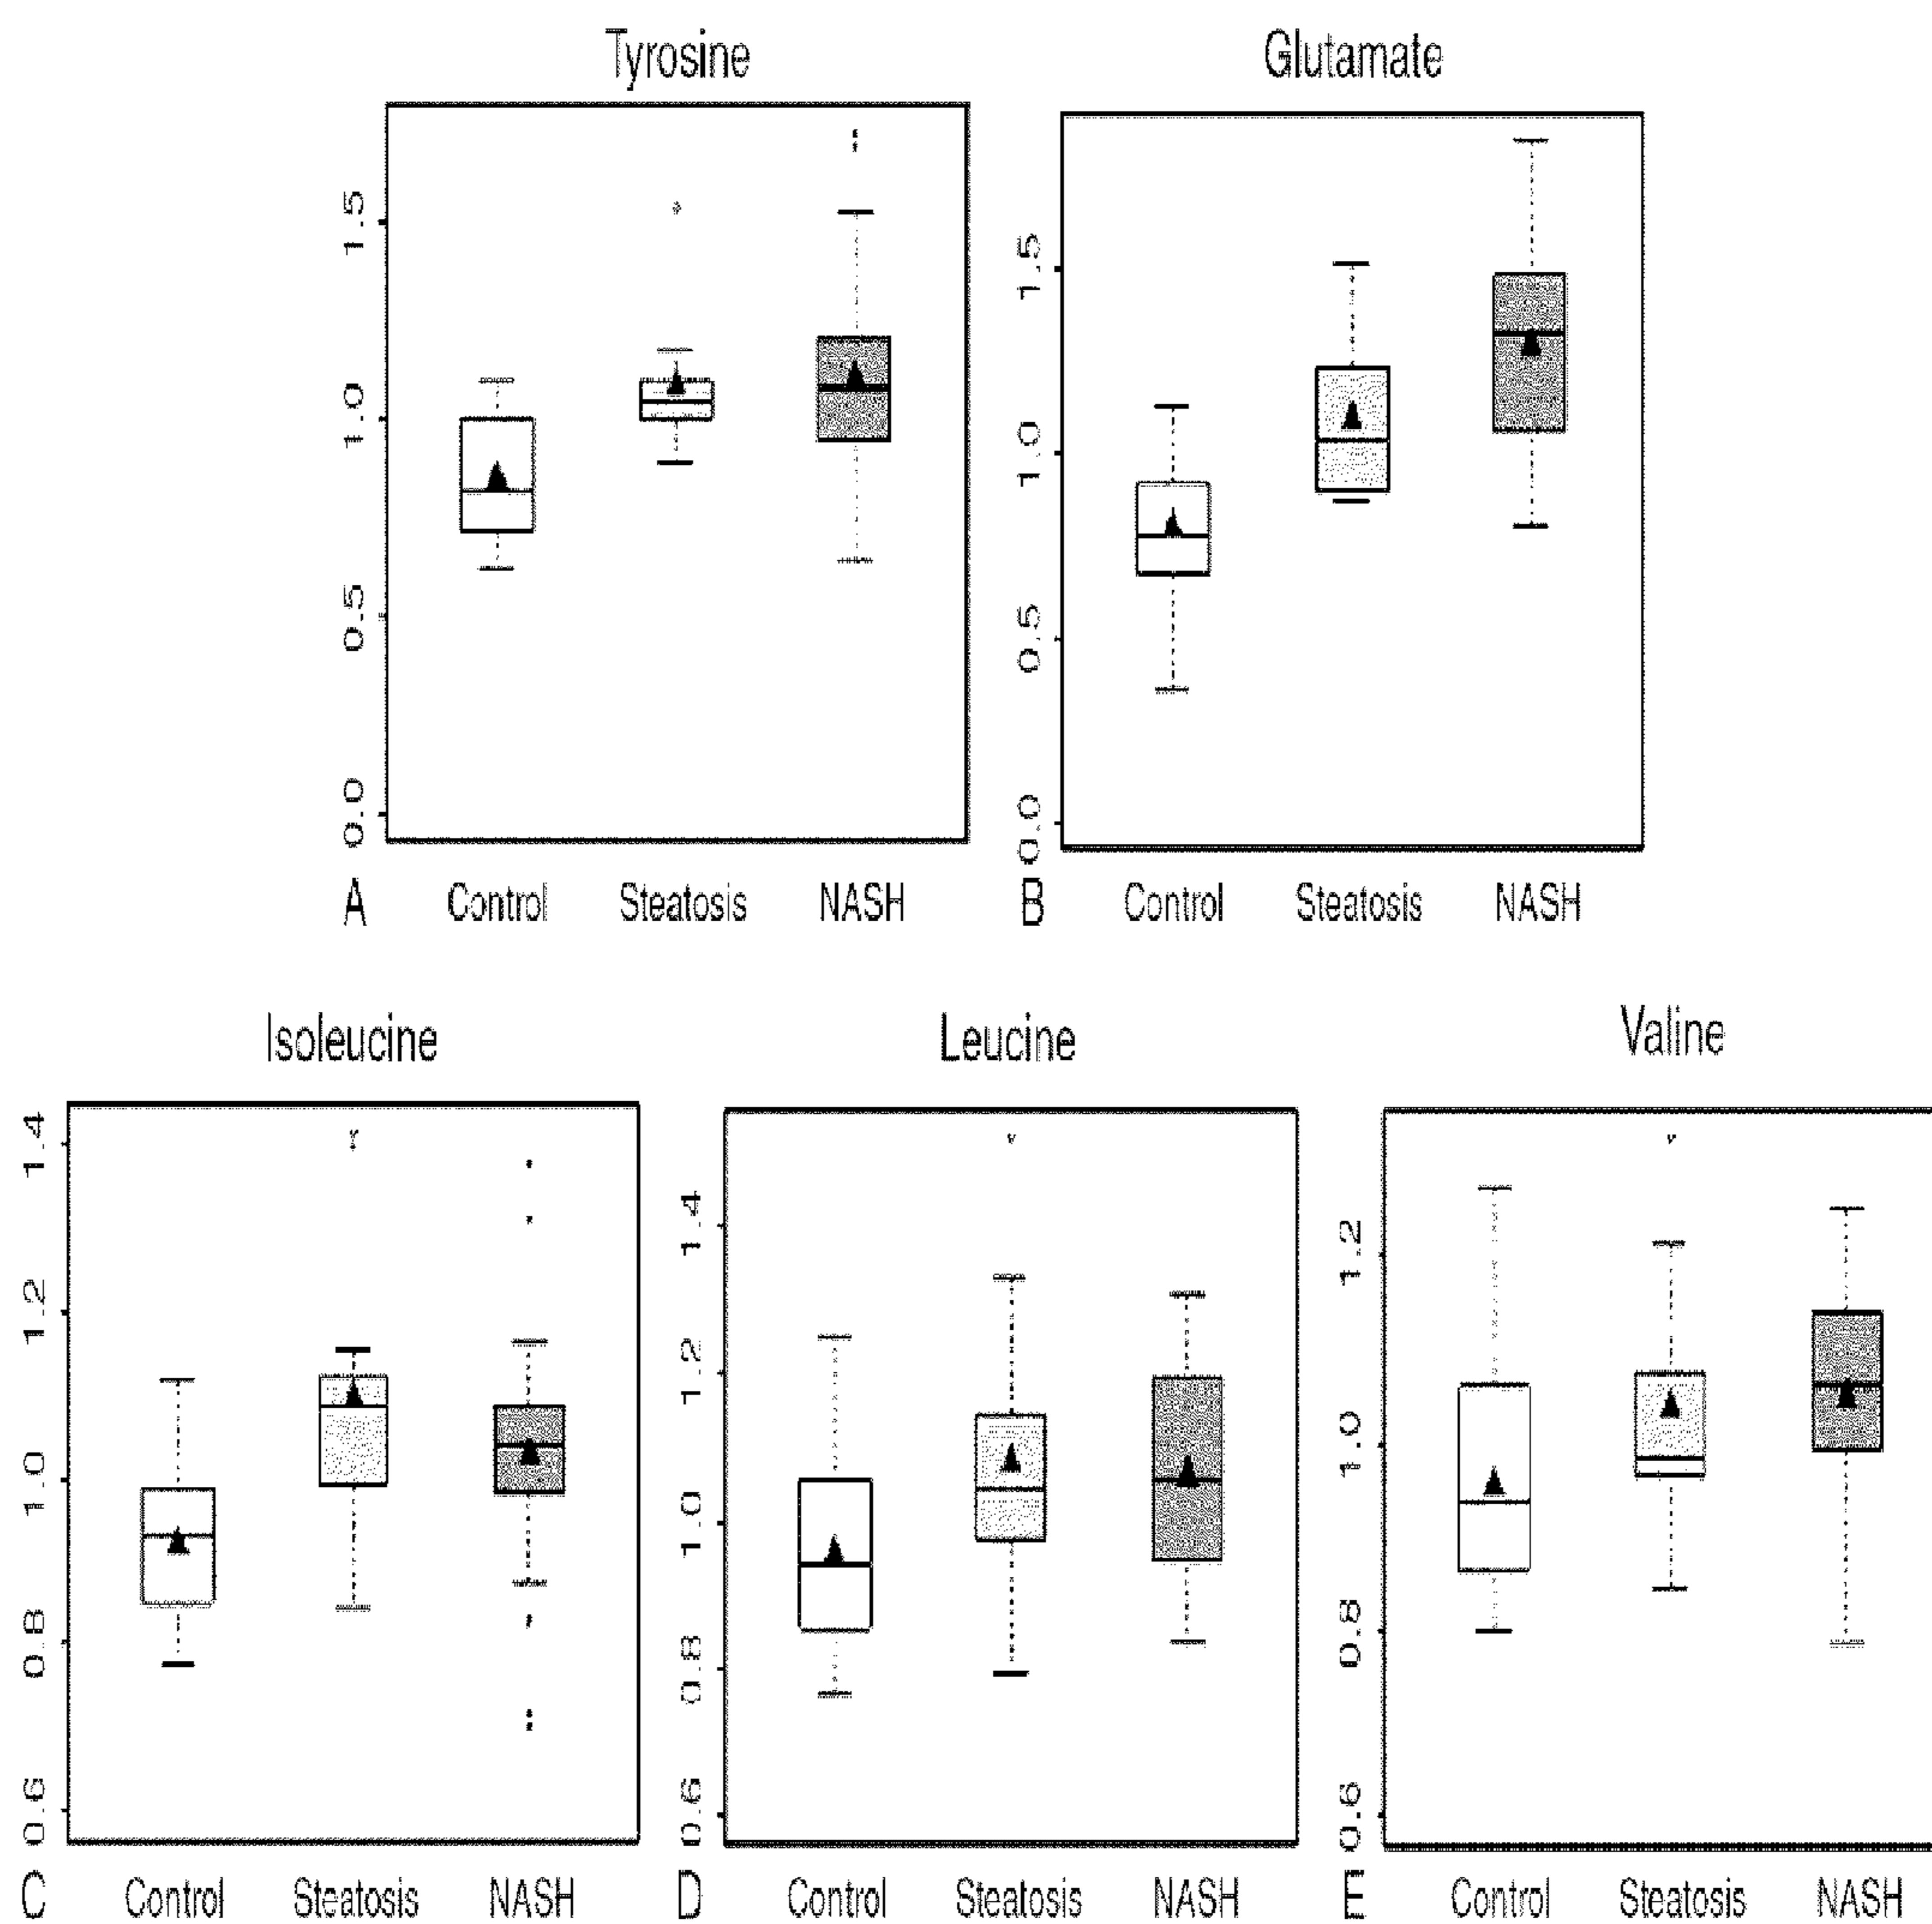 Tyrosine
1.5
1.0
0.5
0.0
A
Control
Steatosis
NASH
Glutamate
1.5
1.0
0.5
0.0
B
Control
Steatosis
NASH
Isoleucine
1.4
1.2
1.0
0.8
0.6
C
Control
Steatosis
NASH
Leucine
1.4
1.2
1.0
0.8
0.6
D
Control
Steatosis
NASH
Valine
1.2
1.0
0.8
0.6
E
Control
Steatosis
NASH